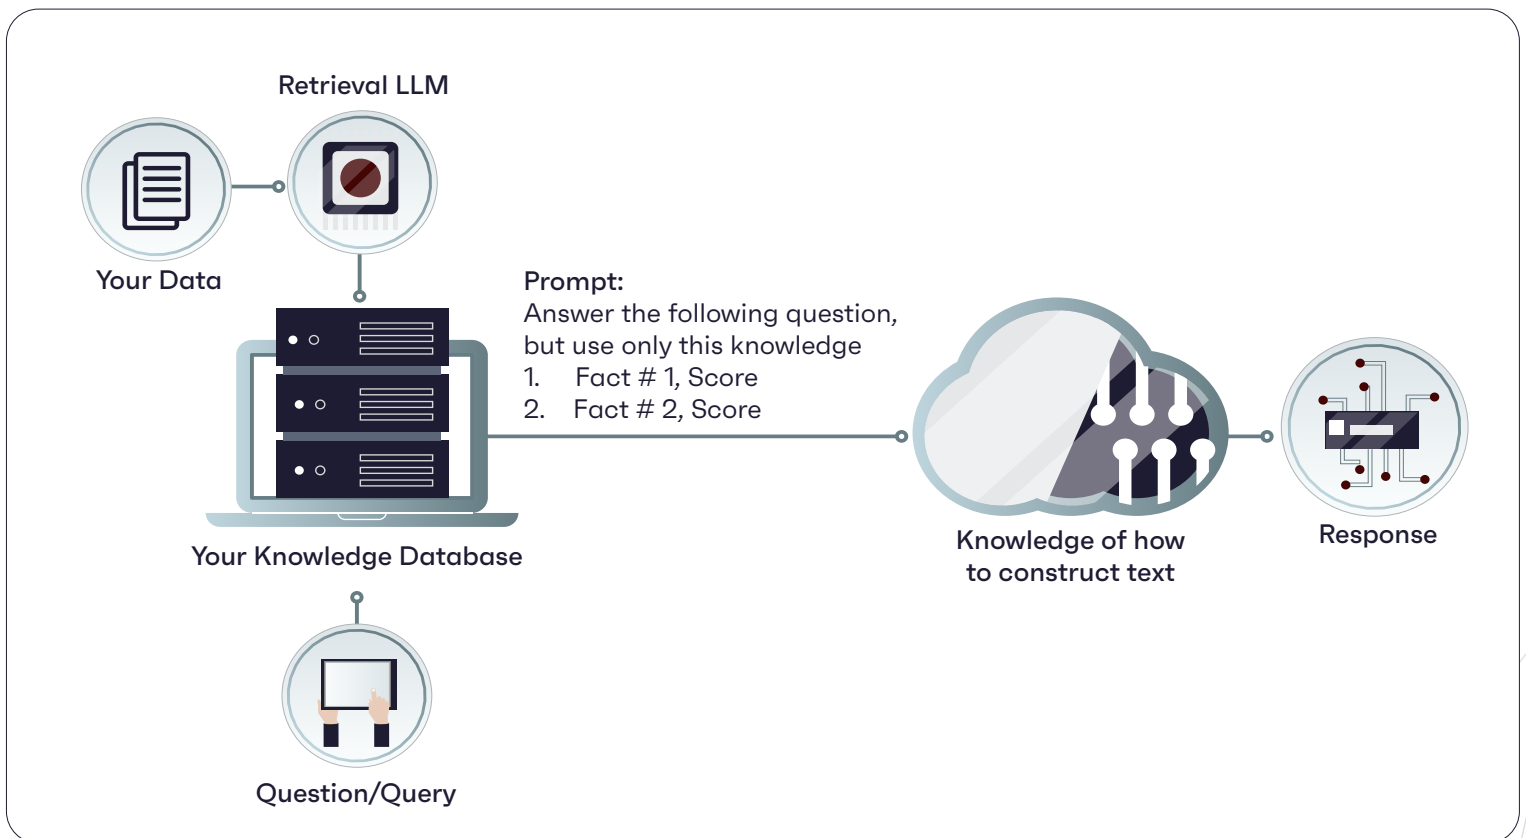 Retrieval LLM
Your Data
Prompt:
Answer the following question,
but use only this knowledge
1. Fact # 1, Score
2. Fact # 2, Score
Your Knowledge Database
Knowledge of how
to construct text
Response
Question/Query